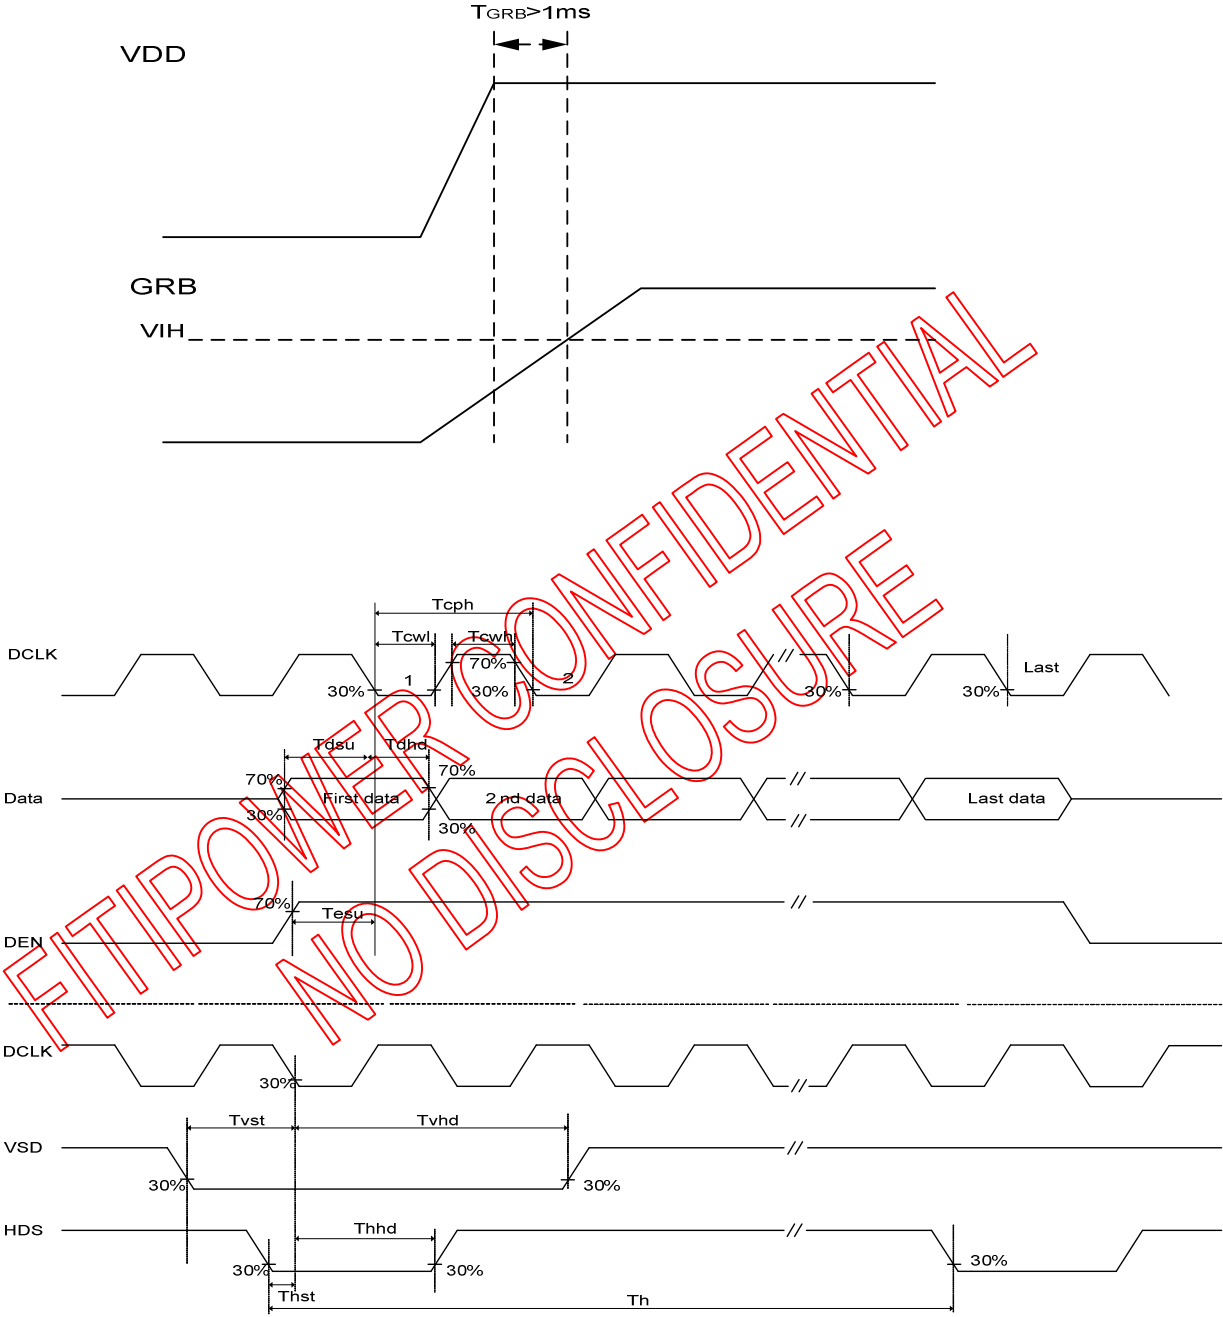 TGRB>1ms
VDD
GRB
VIH
Tcph
Tcwl
Tcwh
DCLK
70%
Last
30%
1
30%
2
30%
30%
Tdsu
Tdhd
70%
70%
Data
First data
2 nd data
Last data
30%
30%
70%
Tesu
DEN
DCLK
30%
Tvst
Tvhd
VSD
30%
30%
HDS
Thhd
30%
30%
30%
Thst
Th
FITIPOWER CONFIDENTIAL
NO DISCLOSURE